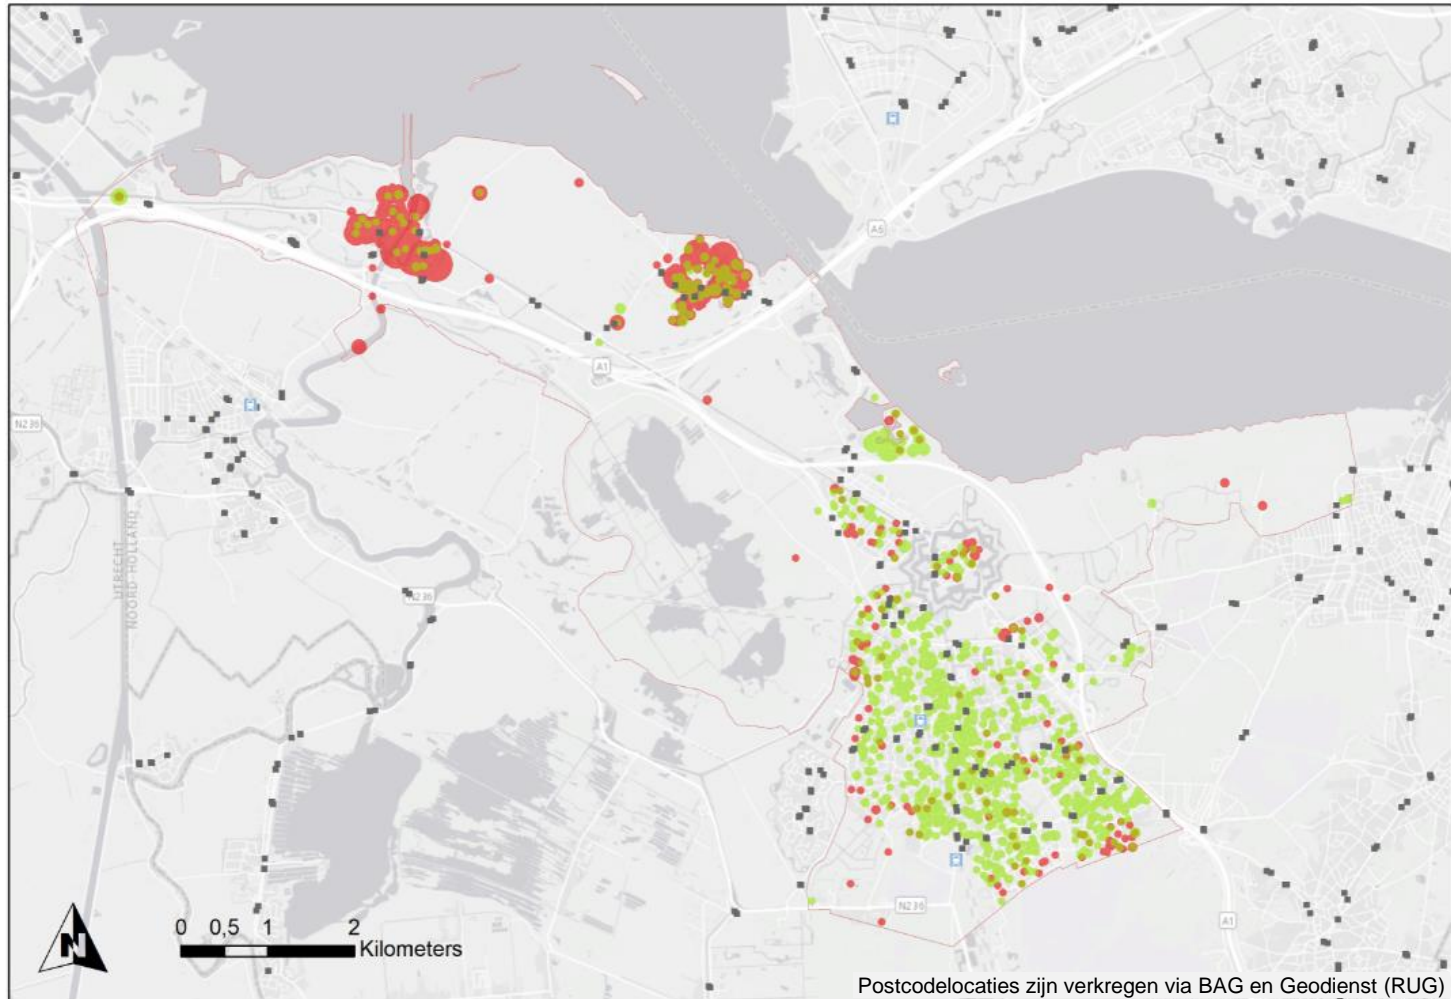 A6
A1
N236
UTRECHT
NOORD-HOLLAND
N236
N236
A1
N
0 0,5 1 2
Kilometers
Postcodelocaties zijn verkregen via BAG en Geodienst (RUG)